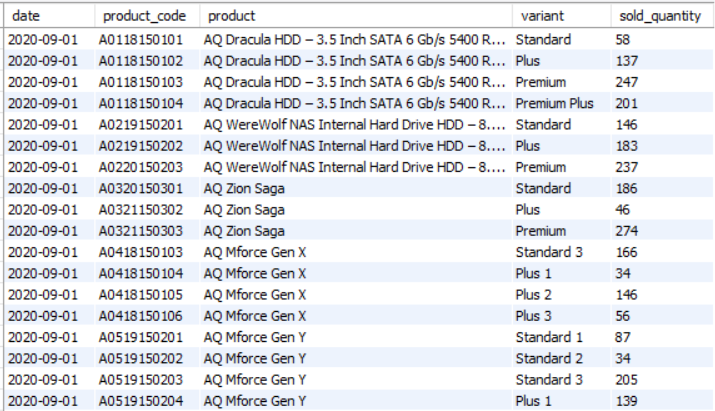 date product_code product variant sold_quantity
2020-09-01 A0118150101 AQ Dracula HDD – 3.5 Inch SATA 6 Gb/s 5400 R... Standard 58
2020-09-01 A0118150102 AQ Dracula HDD – 3.5 Inch SATA 6 Gb/s 5400 R... Plus 137
2020-09-01 A0118150103 AQ Dracula HDD – 3.5 Inch SATA 6 Gb/s 5400 R... Premium 247
2020-09-01 A0118150104 AQ Dracula HDD – 3.5 Inch SATA 6 Gb/s 5400 R... Premium Plus 201
2020-09-01 A0219150201 AQ WereWolf NAS Internal Hard Drive HDD – 8.... Standard 146
2020-09-01 A0219150202 AQ WereWolf NAS Internal Hard Drive HDD – 8.... Plus 183
2020-09-01 A0220150203 AQ WereWolf NAS Internal Hard Drive HDD – 8.... Premium 237
2020-09-01 A0320150301 AQ Zion Saga Standard 186
2020-09-01 A0321150302 AQ Zion Saga Plus 46
2020-09-01 A0321150303 AQ Zion Saga Premium 274
2020-09-01 A0418150103 AQ Mforce Gen X Standard 3 166
2020-09-01 A0418150104 AQ Mforce Gen X Plus 1 34
2020-09-01 A0418150105 AQ Mforce Gen X Plus 2 146
2020-09-01 A0418150106 AQ Mforce Gen X Plus 3 56
2020-09-01 A0519150201 AQ Mforce Gen Y Standard 1 87
2020-09-01 A0519150202 AQ Mforce Gen Y Standard 2 34
2020-09-01 A0519150203 AQ Mforce Gen Y Standard 3 205
2020-09-01 A0519150204 AQ Mforce Gen Y Plus 1 139